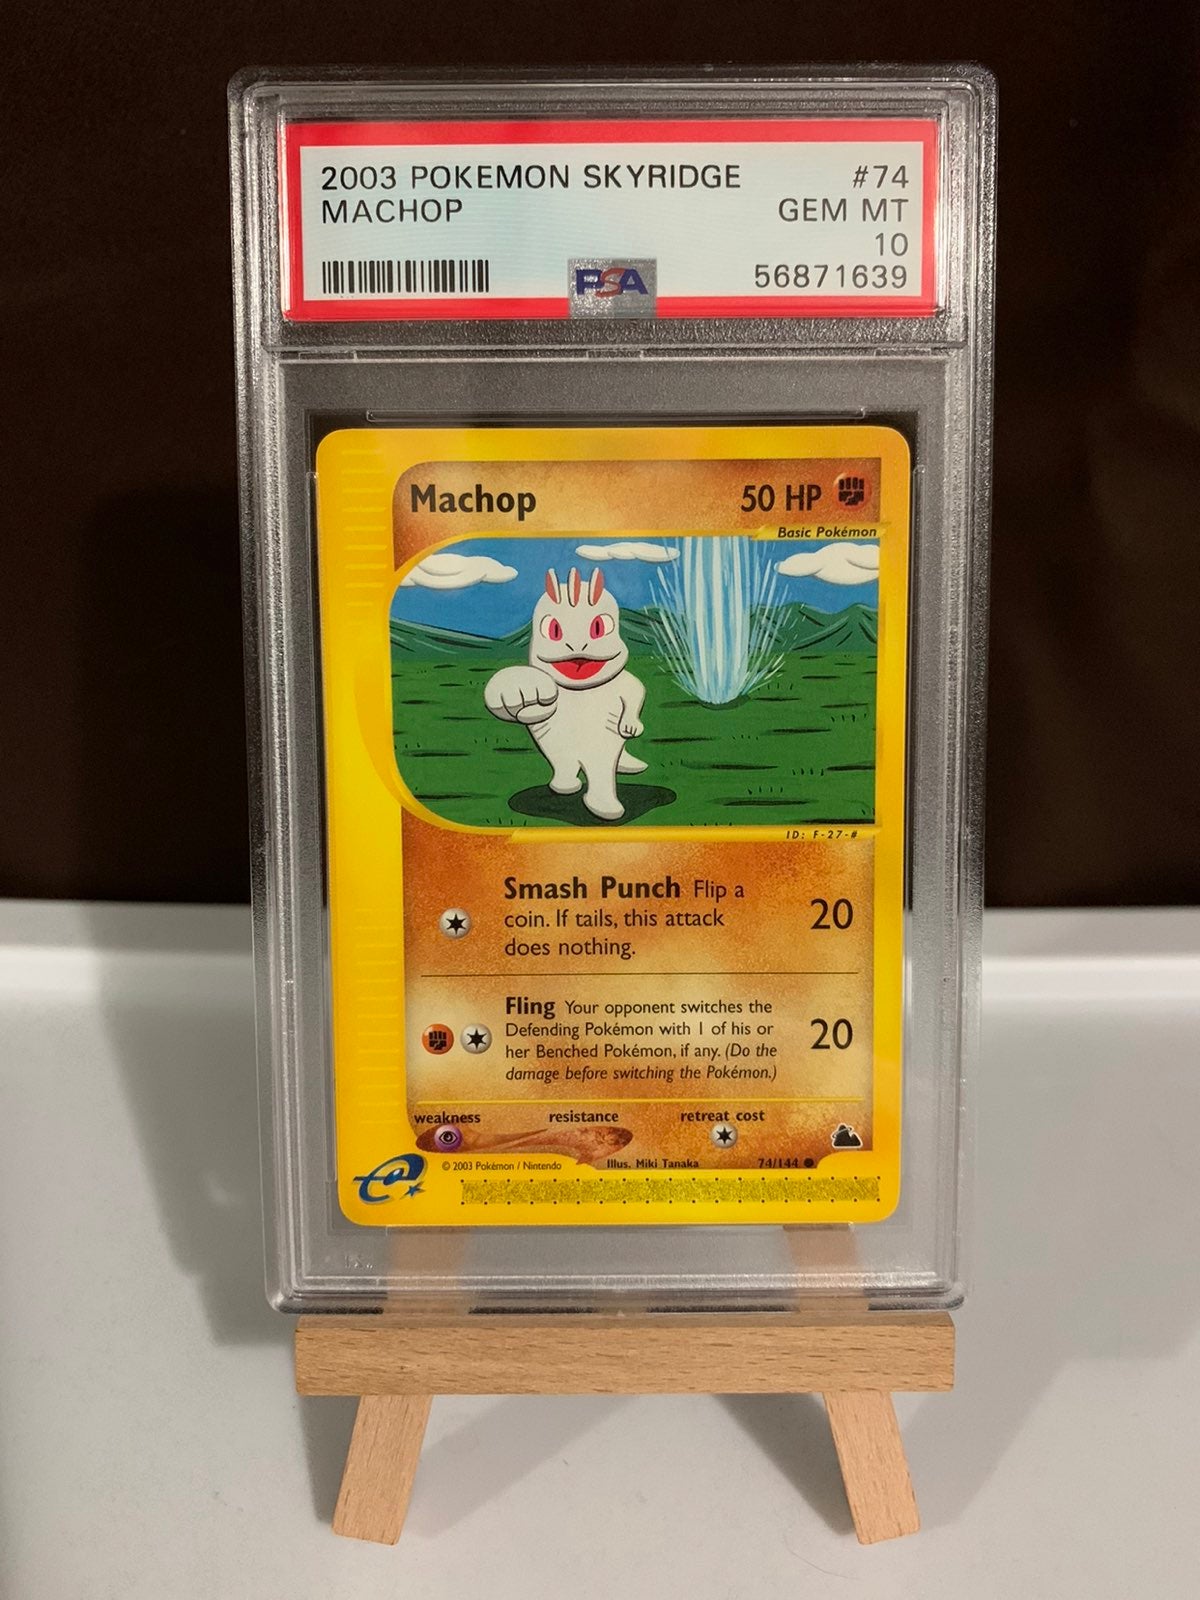 2003 POKEMON SKYRIDGE #74
MACHOP GEM MT
10
PSA 56871639
Machop 50 HP
Basic Pokémon
ID: F-27-#
Smash Punch Flip a
coin. If tails, this attack
does nothing.
20
Fling Your opponent switches the
Defending Pokémon with 1 of his or
her Benched Pokémon, if any. (Do the
damage before switching the Pokémon.)
20
weakness resistance retreat cost
© 2003 Pokémon / Nintendo Illus. Miki Tanaka 74/144
e